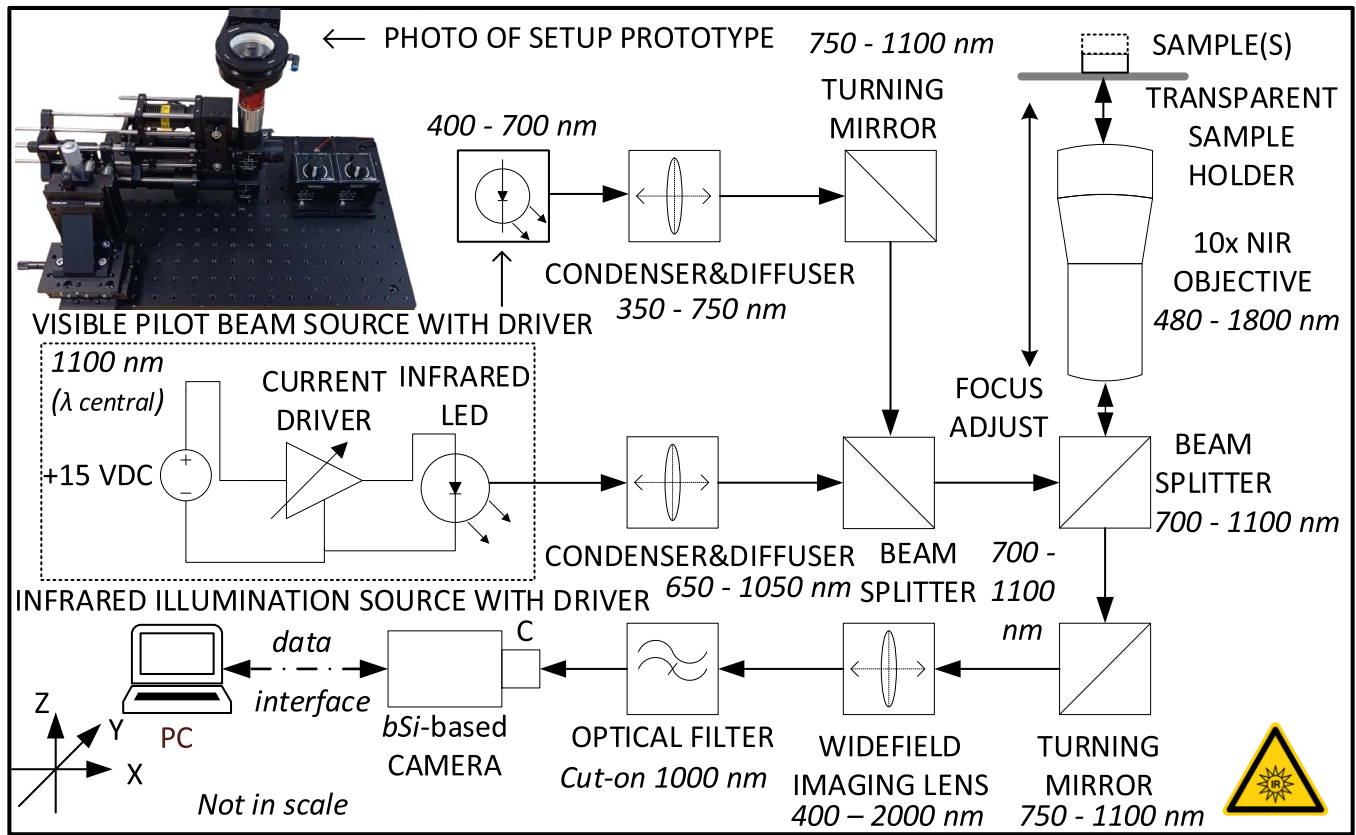 ← PHOTO OF SETUP PROTOTYPE
750 - 1100 nm
TURNING
MIRROR
SAMPLE(S)
TRANSPARENT
SAMPLE
HOLDER
400 - 700 nm
CONDENSER&DIFFUSER
350 - 750 nm
10x NIR
OBJECTIVE
480 - 1800 nm
VISIBLE PILOT BEAM SOURCE WITH DRIVER
1100 nm
(λ central)
CURRENT
DRIVER
INFRARED
LED
+15 VDC
+
−
FOCUS
ADJUST
BEAM
SPLITTER
700 - 1100 nm
CONDENSER&DIFFUSER
650 - 1050 nm
BEAM
SPLITTER
700 -
1100
nm
INFRARED ILLUMINATION SOURCE WITH DRIVER
data
interface
C
PC
bSi-based
CAMERA
OPTICAL FILTER
Cut-on 1000 nm
WIDEFIELD
IMAGING LENS
400 – 2000 nm
TURNING
MIRROR
750 - 1100 nm
Z
Y
X
Not in scale
IR